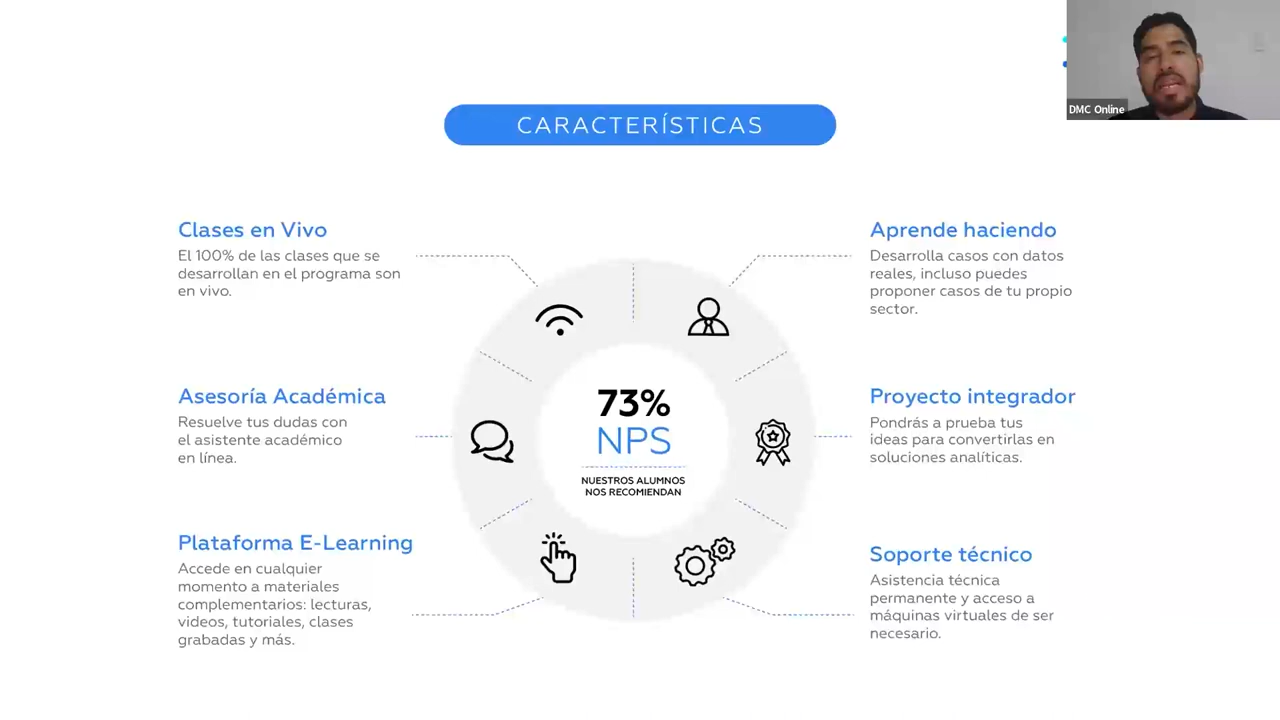 DMC Online
CARACTERÍSTICAS
Clases en Vivo
El 100% de las clases que se
desarrollan en el programa son
en vivo.
Asesoría Académica
Resuelve tus dudas con
el asistente académico
en línea.
Plataforma E-Learning
Accede en cualquier
momento a materiales
complementarios: lecturas,
videos, tutoriales, clases
grabadas y más.
73%
NPS
NUESTROS ALUMNOS
NOS RECOMIENDAN
Aprende haciendo
Desarrolla casos con datos
reales, incluso puedes
proponer casos de tu propio
sector.
Proyecto integrador
Pondrás a prueba tus
ideas para convertirlas en
soluciones analíticas.
Soporte técnico
Asistencia técnica
permanente y acceso a
máquinas virtuales de ser
necesario.